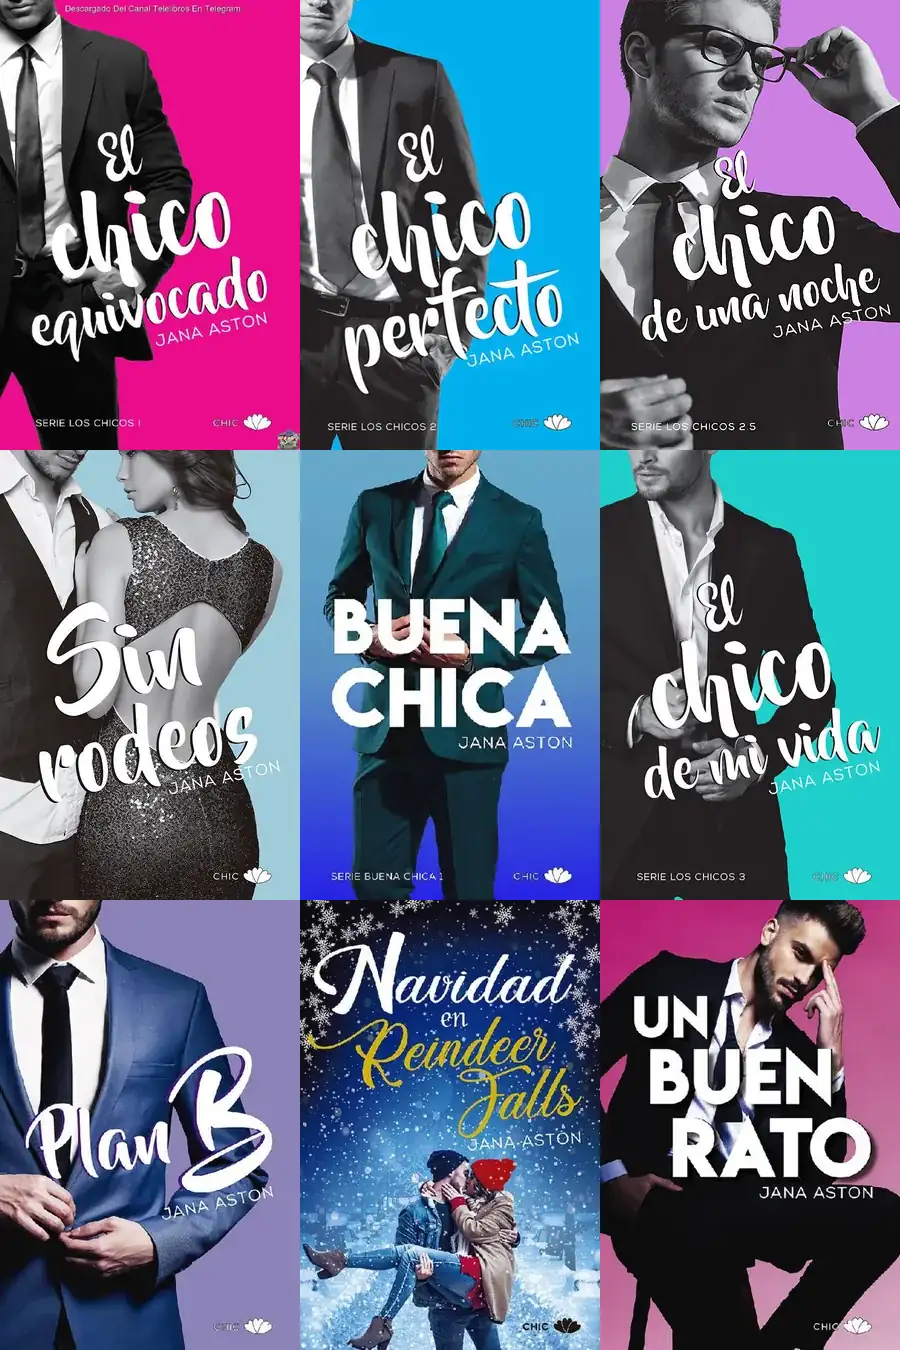 Descargado Del Canal Telelibros En Telegram
El
chico
equivocado
JANA ASTON
SERIE LOS CHICOS 1
CHIC
El
chico
perfecto
JANA ASTON
SERIE LOS CHICOS 2
CHIC
El
chico
de una noche
JANA ASTON
SERIE LOS CHICOS 2.5
CHIC
Sin
rodeos
JANA ASTON
CHIC
BUENA
CHICA
JANA ASTON
SERIE BUENA CHICA 1
CHIC
El
chico
de mi vida
JANA ASTON
SERIE LOS CHICOS 3
CHIC
Plan B
JANA ASTON
CHIC
Navidad
en
Reindeer
Falls
JANA ASTON
CHIC
UN
BUEN
RATO
JANA ASTON
CHIC